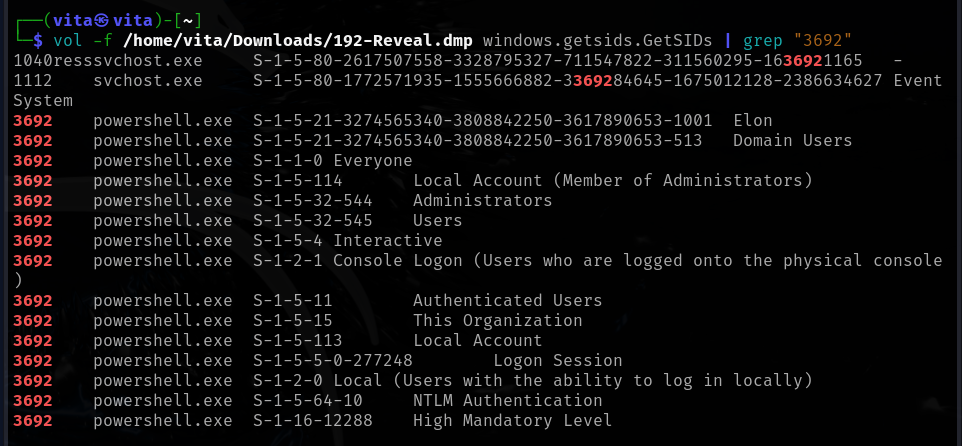 ┌──(vita㉿vita)-[~]
└─$ vol -f /home/vita/Downloads/192-Reveal.dmp windows.getsids.GetSIDs | grep "3692"
1040resssvchost.exe S-1-5-80-2617507558-3328795327-711547822-311560295-1636921165 -
1112 svchost.exe S-1-5-80-1772571935-1555666882-3369284645-1675012128-2386634627 Event
System
3692 powershell.exe S-1-5-21-3274565340-3808842250-3617890653-1001 Elon
3692 powershell.exe S-1-5-21-3274565340-3808842250-3617890653-513 Domain Users
3692 powershell.exe S-1-1-0 Everyone
3692 powershell.exe S-1-5-114 Local Account (Member of Administrators)
3692 powershell.exe S-1-5-32-544 Administrators
3692 powershell.exe S-1-5-32-545 Users
3692 powershell.exe S-1-5-4 Interactive
3692 powershell.exe S-1-2-1 Console Logon (Users who are logged onto the physical console
)
3692 powershell.exe S-1-5-11 Authenticated Users
3692 powershell.exe S-1-5-15 This Organization
3692 powershell.exe S-1-5-113 Local Account
3692 powershell.exe S-1-5-5-0-277248 Logon Session
3692 powershell.exe S-1-2-0 Local (Users with the ability to log in locally)
3692 powershell.exe S-1-5-64-10 NTLM Authentication
3692 powershell.exe S-1-16-12288 High Mandatory Level